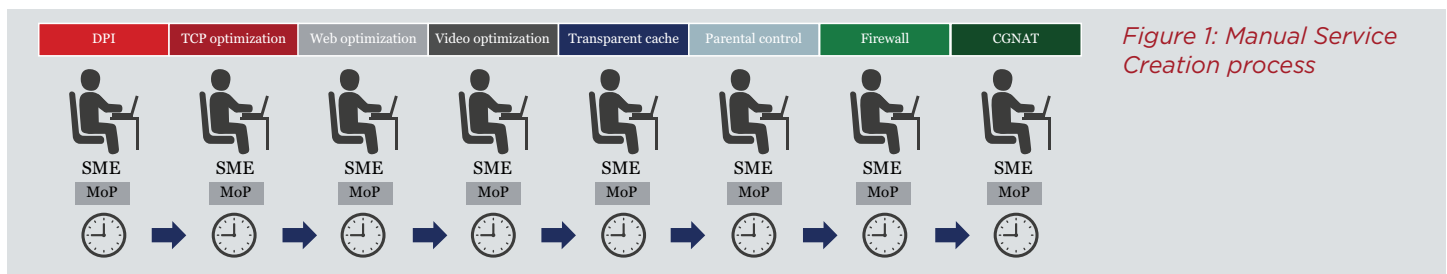 DPI TCP optimization Web optimization Video optimization Transparent cache Parental control Firewall CGNAT
Figure 1: Manual Service
Creation process
SME SME SME SME SME SME SME SME
MoP MoP MoP MoP MoP MoP MoP MoP